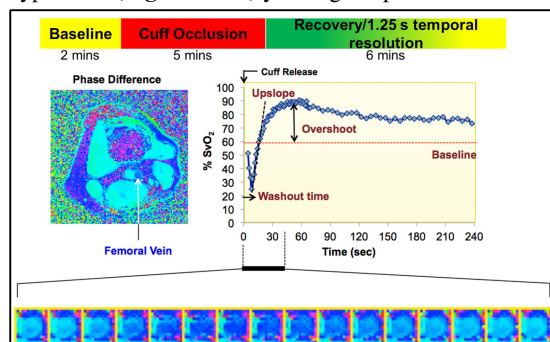 Baseline
Cuff Occlusion
Recovery/1.25 s temporal
resolution
2 mins
5 mins
6 mins
Phase Difference
Femoral Vein
Cuff Release
Upslope
Overshoot
Baseline
Washout time
% SvO2
100
90
80
70
60
50
40
30
20
10
0
0 30 60 90 120 150 180 210 240
Time (sec)